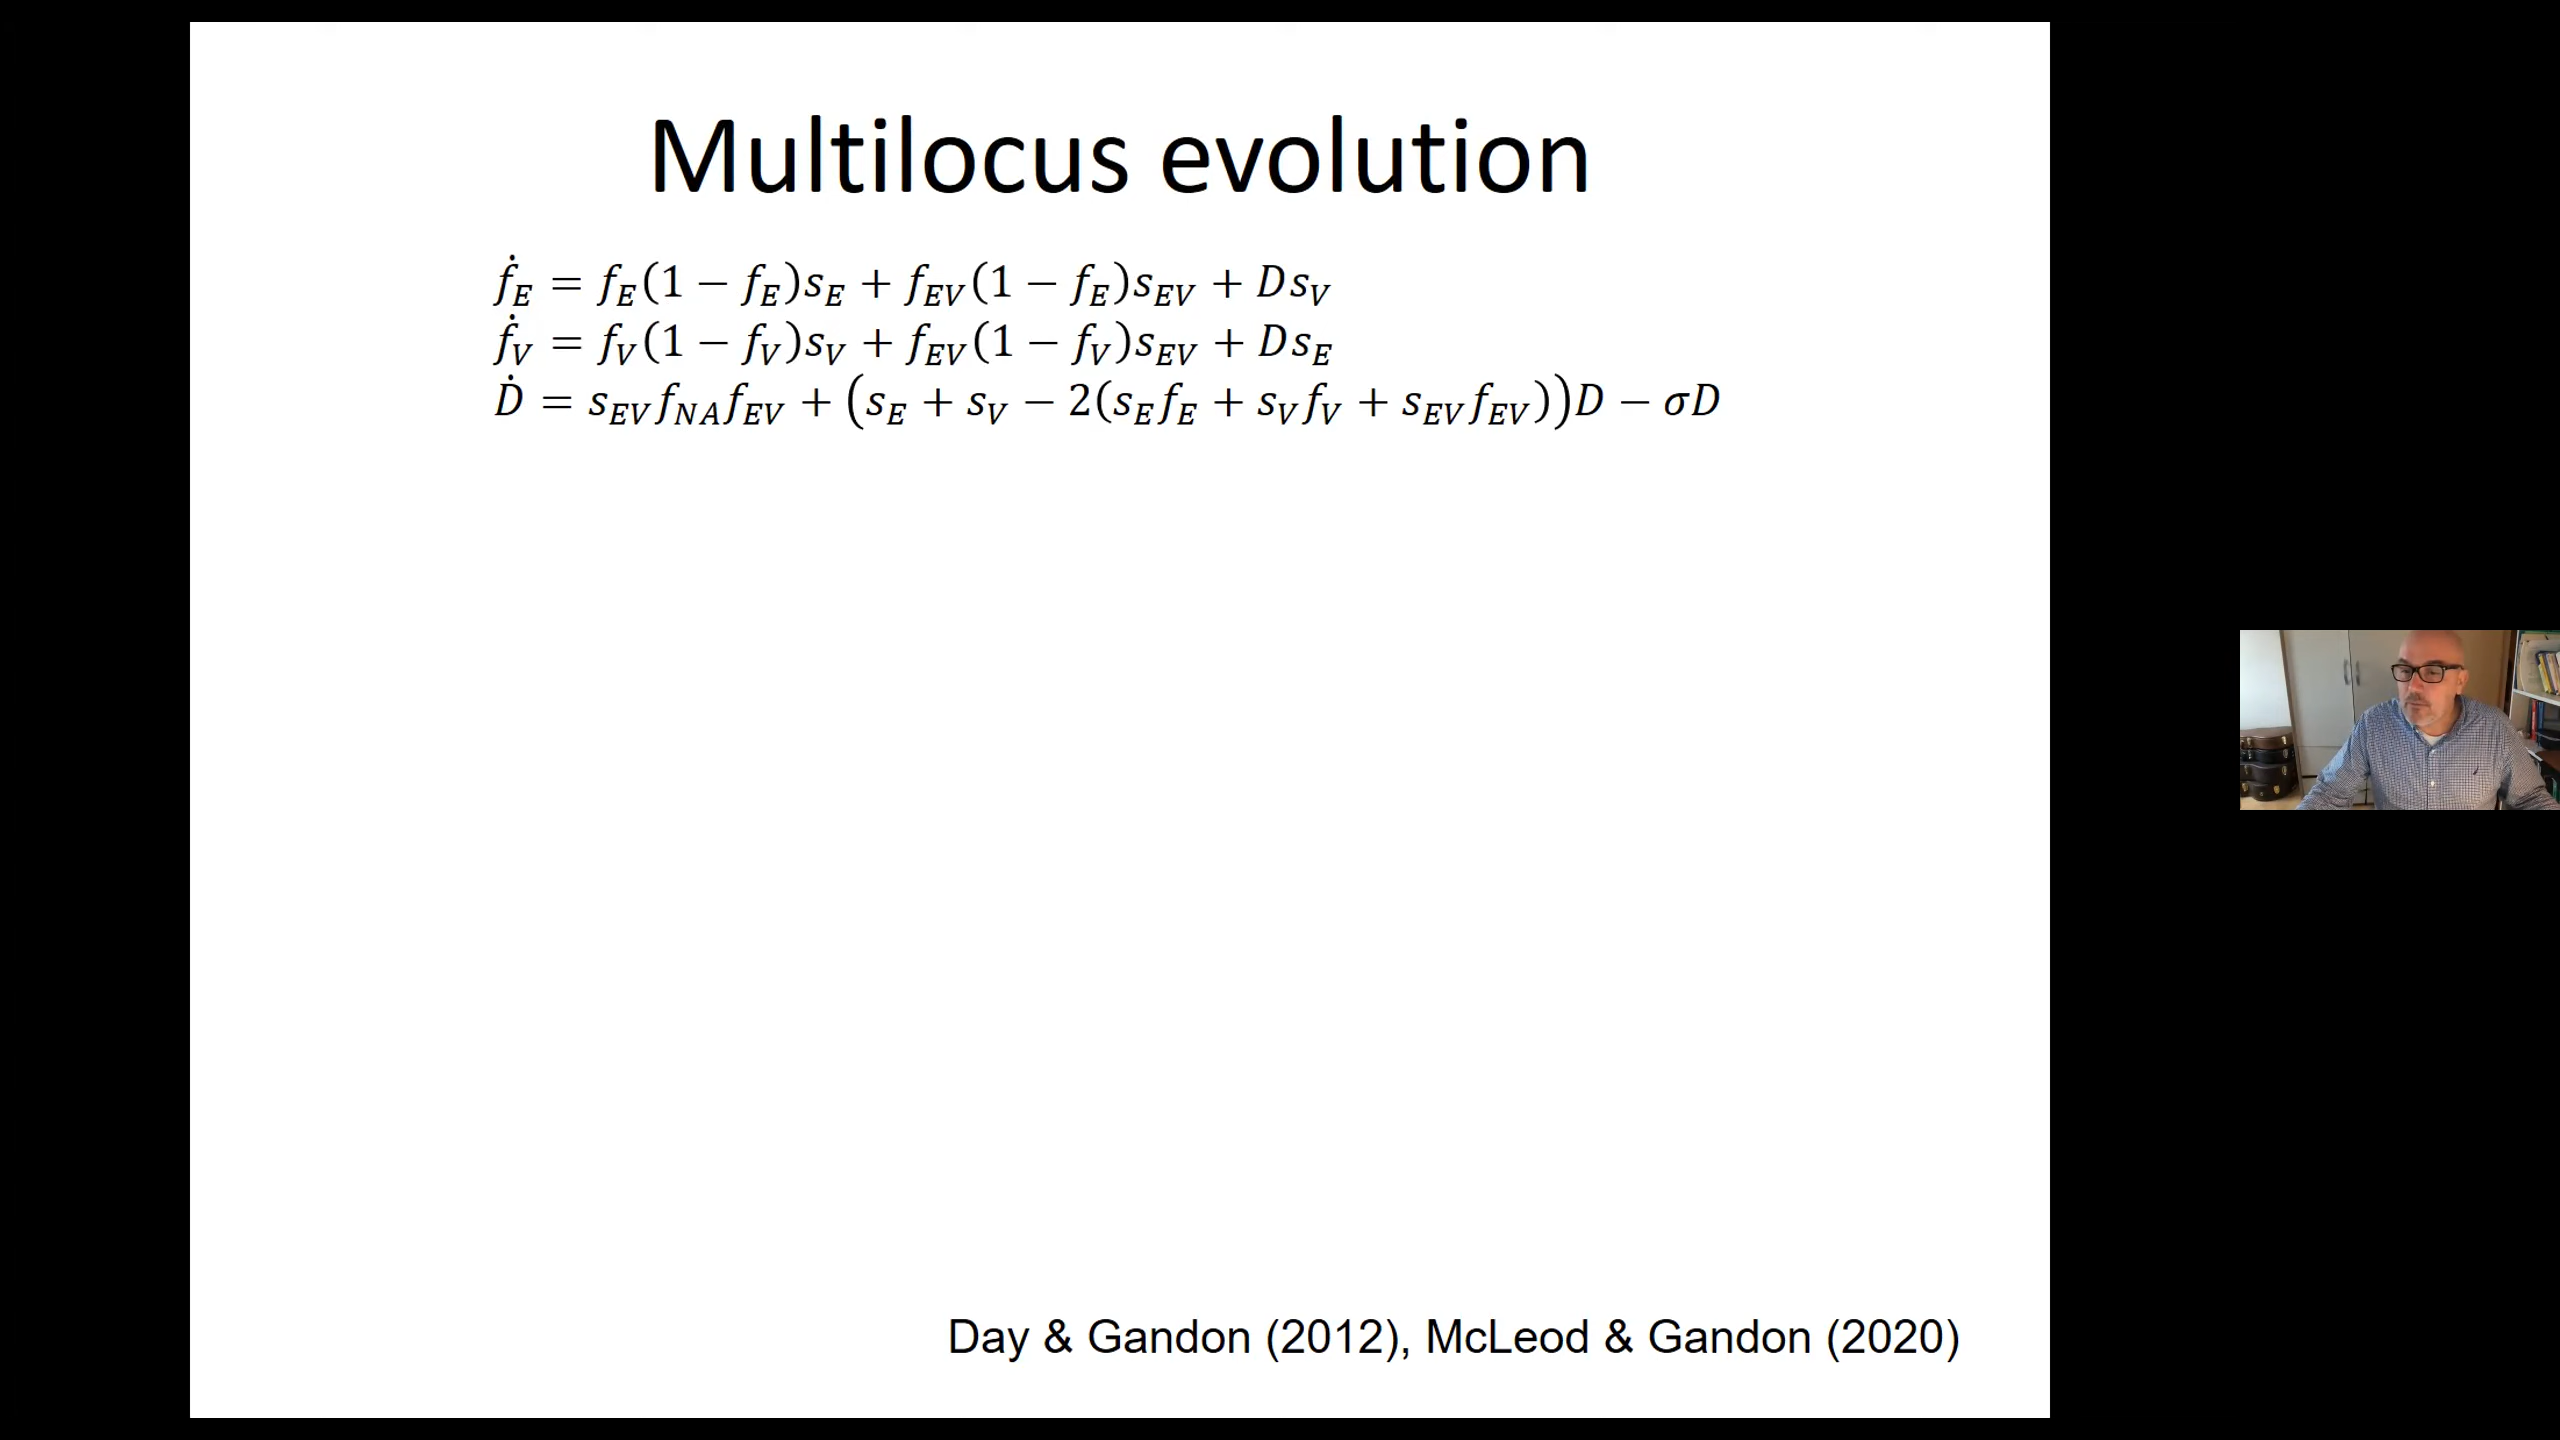 Multilocus evolution
ḟ_E = f_E(1 − f_E)s_E + f_EV(1 − f_E)s_EV + Ds_V
ḟ_V = f_V(1 − f_V)s_V + f_EV(1 − f_V)s_EV + Ds_E
Ḋ = s_EV f_NA f_EV + (s_E + s_V − 2(s_E f_E + s_V f_V + s_EV f_EV))D − σD
Day & Gandon (2012), McLeod & Gandon (2020)